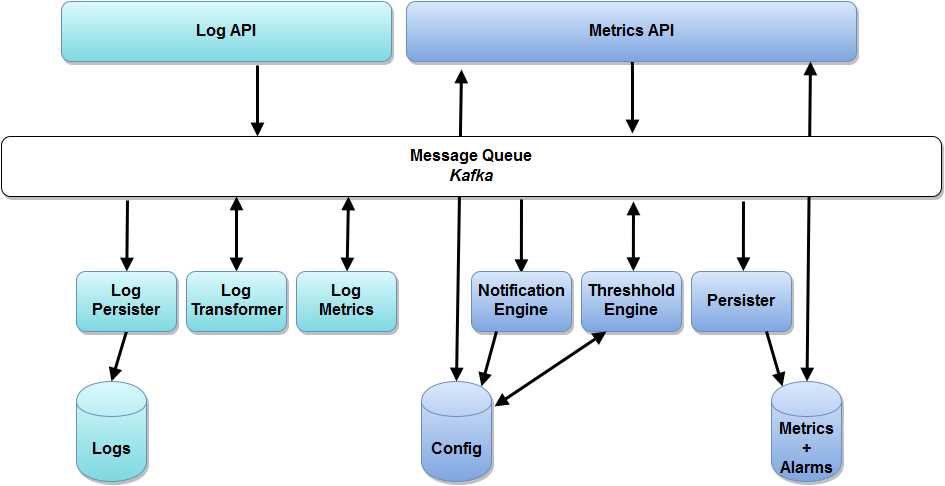 Log API
Metrics API
Message Queue
Kafka
Log
Persister
Log
Transformer
Log
Metrics
Notification
Engine
Threshhold
Engine
Persister
Logs
Config
Metrics
+
Alarms